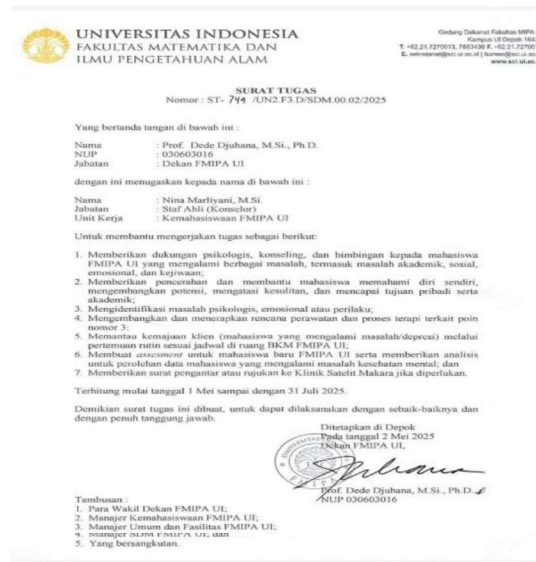 UNIVERSITAS INDONESIA
FAKULTAS MATEMATIKA DAN
ILMU PENGETAHUAN ALAM
Gedung Dekanat Fakultas MIPA
Kampus UI Depok 164
T. +62.21.7270013, 7863436 F. +62.21.72700
www.sci.ui.ac.
SURAT TUGAS
Nomor : ST- 744 /UN2.F3.D/SDM.00.02/2025
Yang bertanda tangan di bawah ini :
Nama : Prof. Dede Djuhana, M.Si., Ph.D.
NUP : 030603016
Jabatan : Dekan FMIPA UI
dengan ini menugaskan kepada nama di bawah ini :
Nama : Nina Marliyani, M.Si.
Jabatan : Staf Ahli (Konselor)
Unit Kerja : Kemahasiswaan FMIPA UI
Untuk membantu mengerjakan tugas sebagai berikut:
1. Memberikan dukungan psikologis, konseling, dan bimbingan kepada mahasiswa
FMIPA UI yang mengalami berbagai masalah, termasuk masalah akademik, sosial,
emosional, dan kejiwaan;
2. Memberikan pencerahan dan membantu mahasiswa memahami diri sendiri,
mengembangkan potensi, mengatasi kesulitan, dan mencapai tujuan pribadi serta
akademik;
3. Mengidentifikasi masalah psikologis, emosional atau perilaku;
4. Mengembangkan dan menerapkan rencana perawatan dan proses terapi terkait poin
nomor 3;
5. Memantau kemajuan klien (mahasiswa yang mengalami masalah/depresi) melalui
pertemuan rutin sesuai jadwal di ruang BKM FMIPA UI;
6. Membuat assesment untuk mahasiswa baru FMIPA UI serta memberikan analisis
untuk perolehan data mahasiswa yang mengalami masalah kesehatan mental; dan
7. Memberikan surat pengantar atau rujukan ke Klinik Satelit Makara jika diperlukan.
Terhitung mulai tanggal 1 Mei sampai dengan 31 Juli 2025.
Demikian surat tugas ini dibuat, untuk dapat dilaksanakan dengan sebaik-baiknya dan
dengan penuh tanggung jawab.
Ditetapkan di Depok
Pada tanggal 2 Mei 2025
Dekan FMIPA UI,
Prof. Dede Djuhana, M.Si., Ph.D.
NUP 030603016
Tembusan :
1. Para Wakil Dekan FMIPA UI;
2. Manajer Kemahasiswaan FMIPA UI;
3. Manajer Umum dan Fasilitas FMIPA UI;
4. Manajer SDM FMIPA UI; dan
5. Yang bersangkutan.